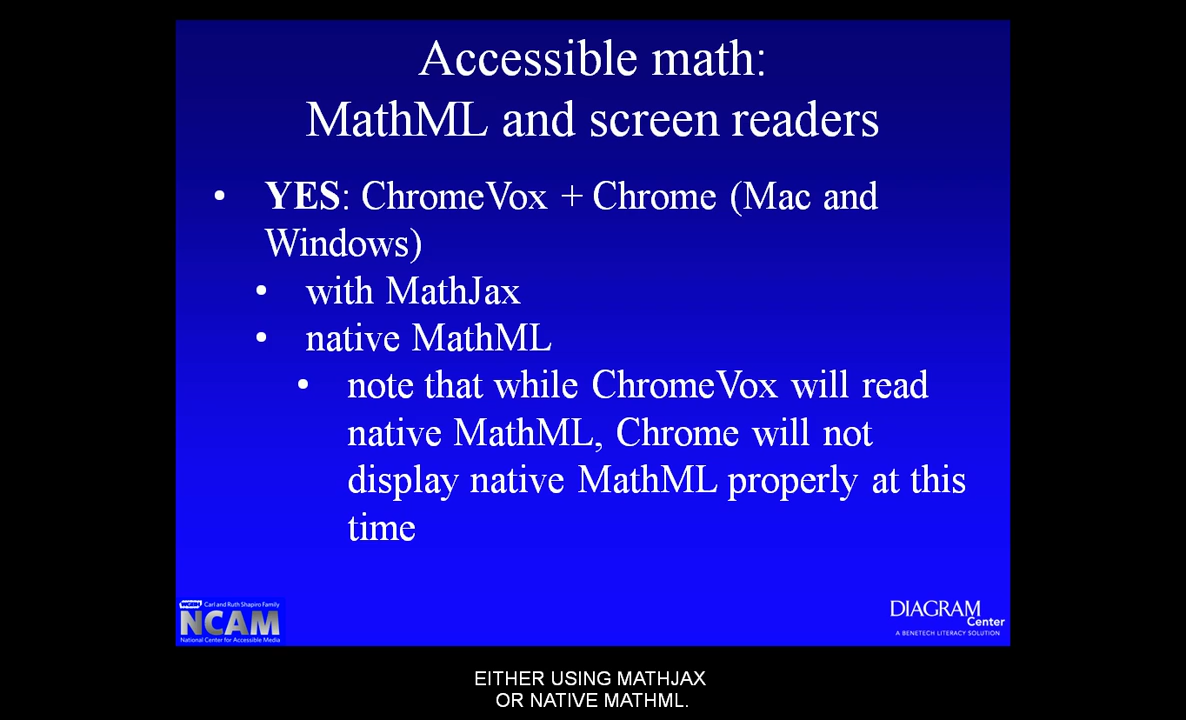 Accessible math:
MathML and screen readers
• YES: ChromeVox + Chrome (Mac and
Windows)
• with MathJax
• native MathML
• note that while ChromeVox will read
native MathML, Chrome will not
display native MathML properly at this
time
WGBH Carl and Ruth Shapiro Family
NCAM
National Center for Accessible Media
DIAGRAM
Center
A BENETECH LITERACY SOLUTION
EITHER USING MATHJAX
OR NATIVE MATHML.